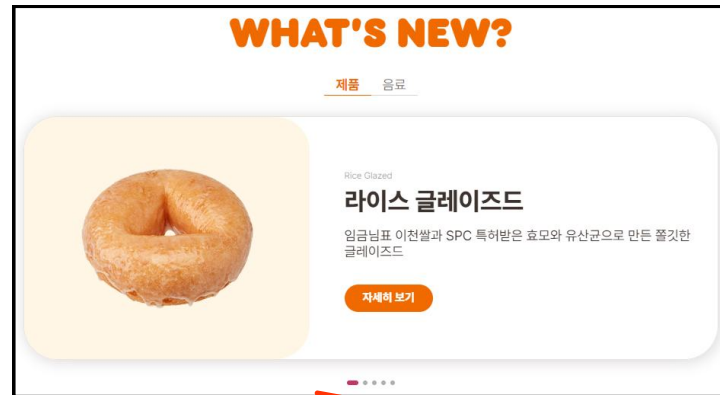 WHAT'S NEW?
제품 음료
Rice Glazed
라이스 글레이즈드
임금님표 이천쌀과 SPC 특허받은 효모와 유산균으로 만든 쫄깃한
글레이즈드
자세히 보기